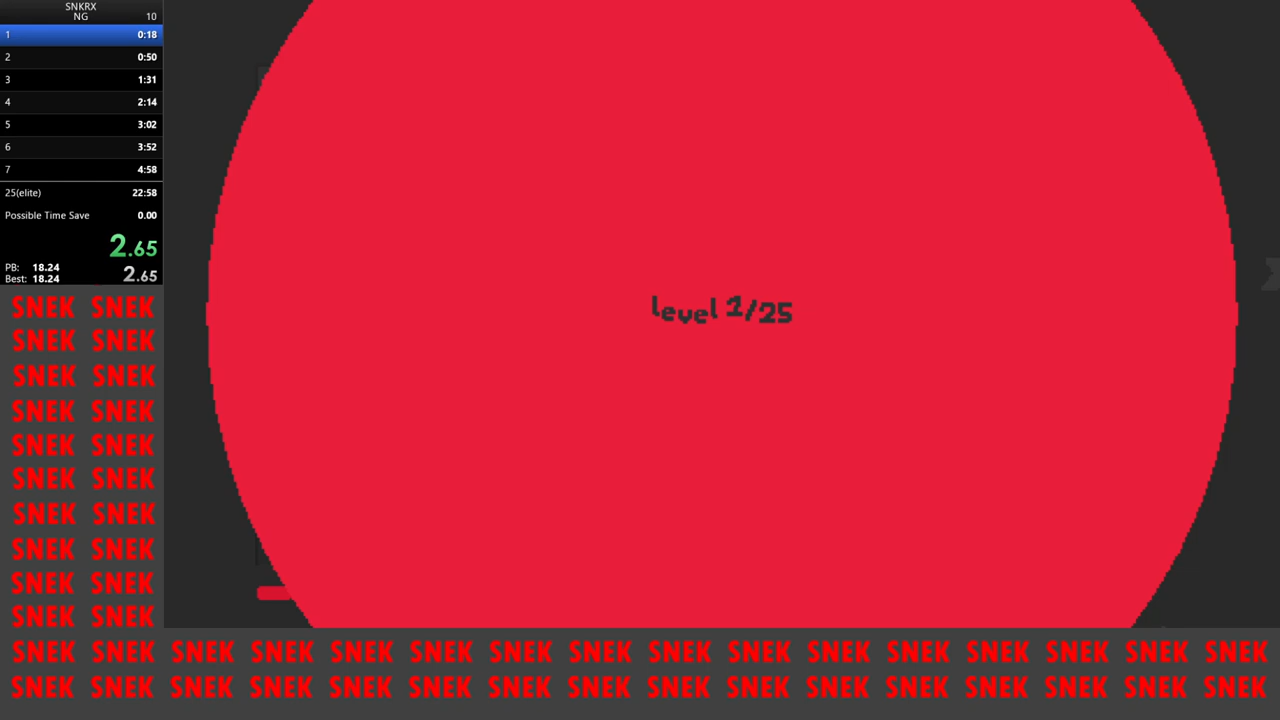 SNKRX
NG 10
1 0:18
2 0:50
3 1:31
4 2:14
5 3:02
6 3:52
7 4:58
25(elite) 22:58
Possible Time Save 0.00
2.65
PB: 18.24
Best: 18.24 2.65
level 1/25
SNEK SNEK
SNEK SNEK
SNEK SNEK
SNEK SNEK
SNEK SNEK
SNEK SNEK
SNEK SNEK
SNEK SNEK
SNEK SNEK
SNEK SNEK
SNEK SNEK SNEK SNEK SNEK SNEK SNEK SNEK SNEK SNEK SNEK SNEK SNEK SNEK SNEK SNEK
SNEK SNEK SNEK SNEK SNEK SNEK SNEK SNEK SNEK SNEK SNEK SNEK SNEK SNEK SNEK SNEK